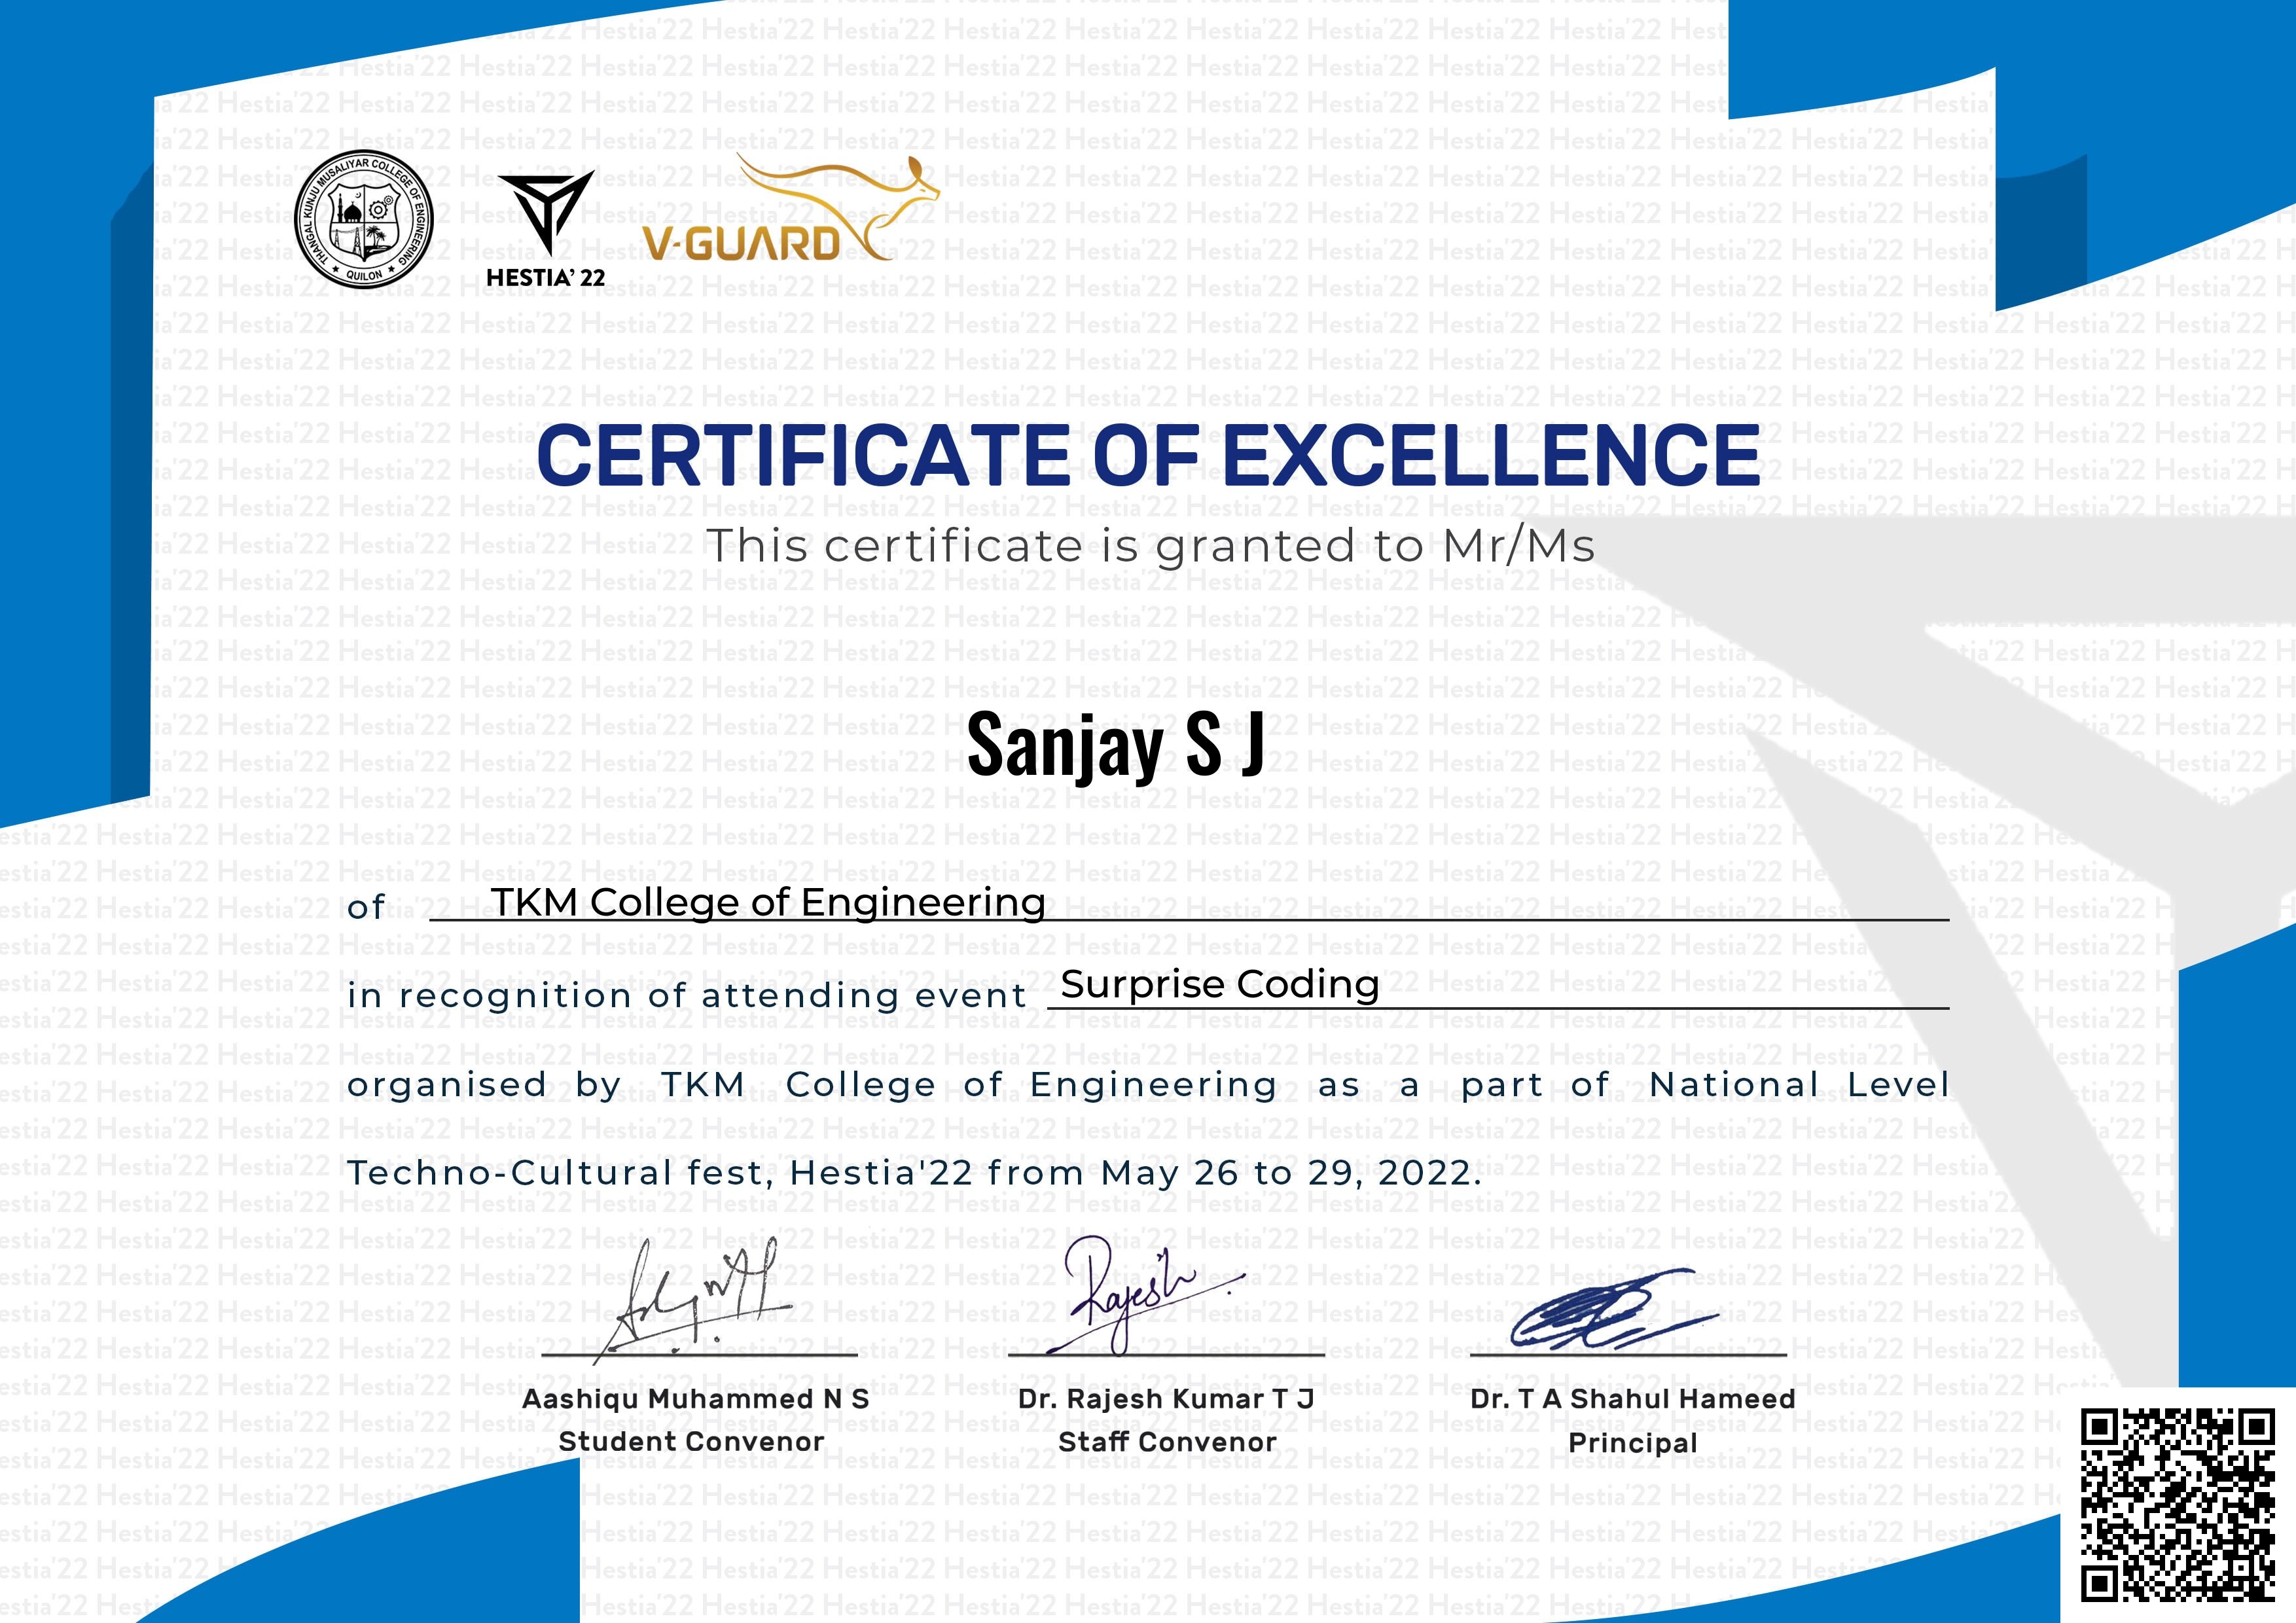 THANGAL KUNJU MUSALIYAR COLLEGE OF ENGINEERING
QUILON
HESTIA' 22
V-GUARD
CERTIFICATE OF EXCELLENCE
This certificate is granted to Mr/Ms
Sanjay S J
of TKM College of Engineering
in recognition of attending event Surprise Coding
organised by TKM College of Engineering as a part of National Level
Techno-Cultural fest, Hestia'22 from May 26 to 29, 2022.
Rajesh
Aashiqu Muhammed N S Dr. Rajesh Kumar T J Dr. T A Shahul Hameed
Student Convenor Staff Convenor Principal